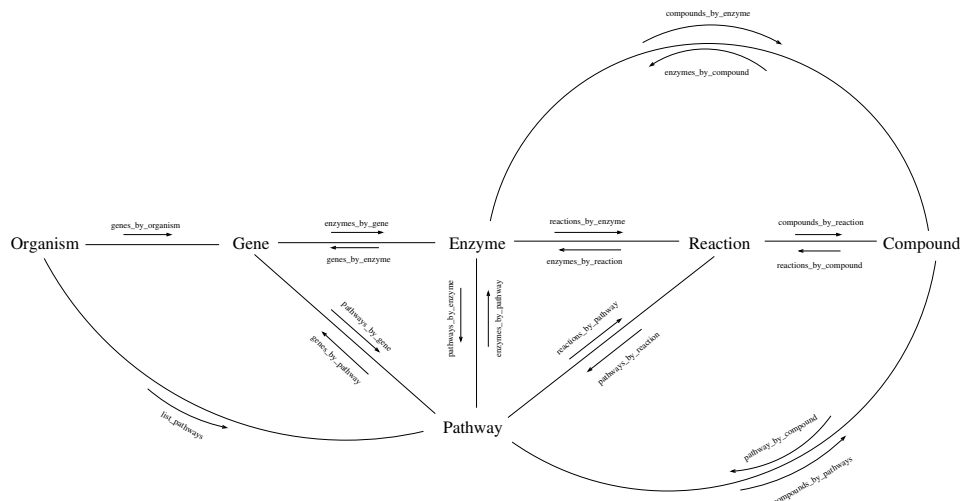 compounds_by_enzyme
enzymes_by_compound
genes_by_organism
enzymes_by_gene
reactions_by_enzyme
compounds_by_reaction
Organism
Gene
Enzyme
Reaction
Compound
genes_by_enzyme
enzymes_by_reaction
reactions_by_compound
pathways_by_gene
genes_by_pathway
pathways_by_enzyme
enzymes_by_pathway
reactions_by_pathway
pathways_by_reaction
list_pathways
Pathway
pathway_by_compound
compounds_by_pathways